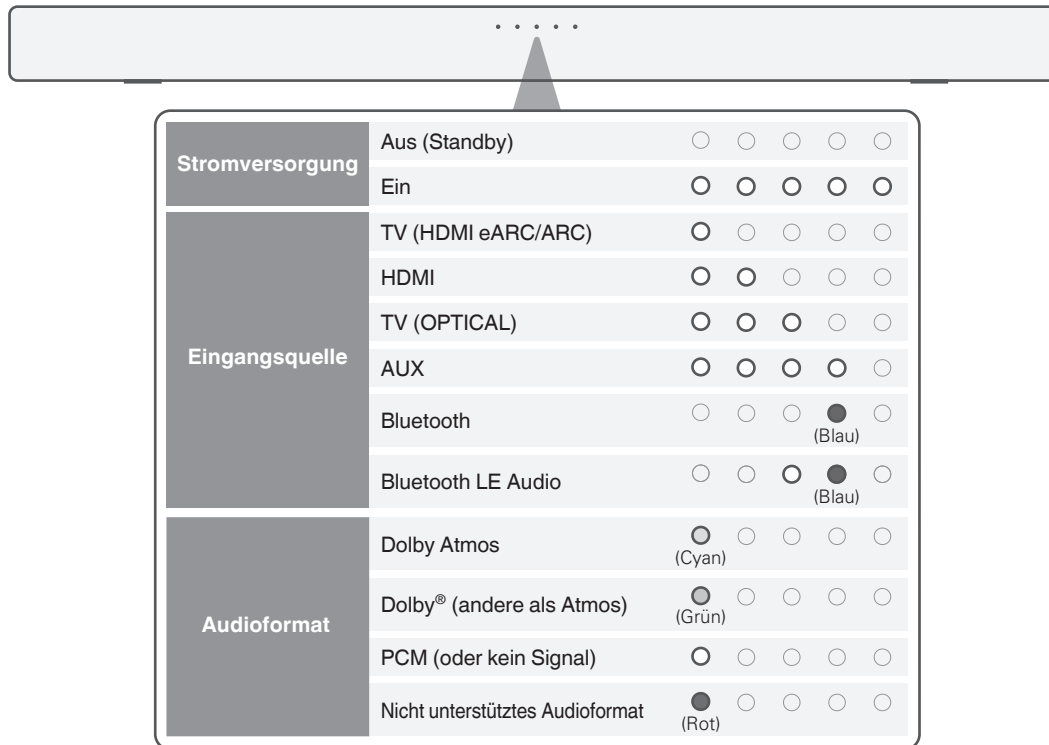 Stromversorgung
Aus (Standby)
Ein
Eingangsquelle
TV (HDMI eARC/ARC)
HDMI
TV (OPTICAL)
AUX
Bluetooth
(Blau)
Bluetooth LE Audio
(Blau)
Audioformat
Dolby Atmos
(Cyan)
Dolby® (andere als Atmos)
(Grün)
PCM (oder kein Signal)
Nicht unterstütztes Audioformat
(Rot)